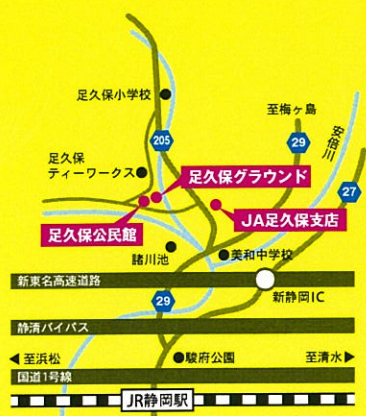 足久保小学校
至梅ヶ島
安倍川
205
29
27
足久保
ティーワークス
足久保グラウンド
JA足久保支店
足久保公民館
諸川池
美和中学校
新東名高速道路
29
新静岡IC
静清バイパス
至浜松
駿府公園
至清水
国道1号線
JR静岡駅